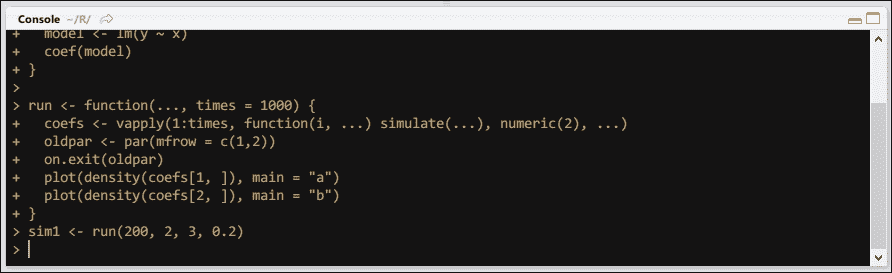 Console ~/R/
+   model <- lm(y ~ x)
+   coef(model)
+ }
>
> run <- function(..., times = 1000) {
+   coefs <- vapply(1:times, function(i, ...) simulate(...), numeric(2), ...)
+   oldpar <- par(mfrow = c(1,2))
+   on.exit(oldpar)
+   plot(density(coefs[1, ]), main = "a")
+   plot(density(coefs[2, ]), main = "b")
+ }
> sim1 <- run(200, 2, 3, 0.2)
>